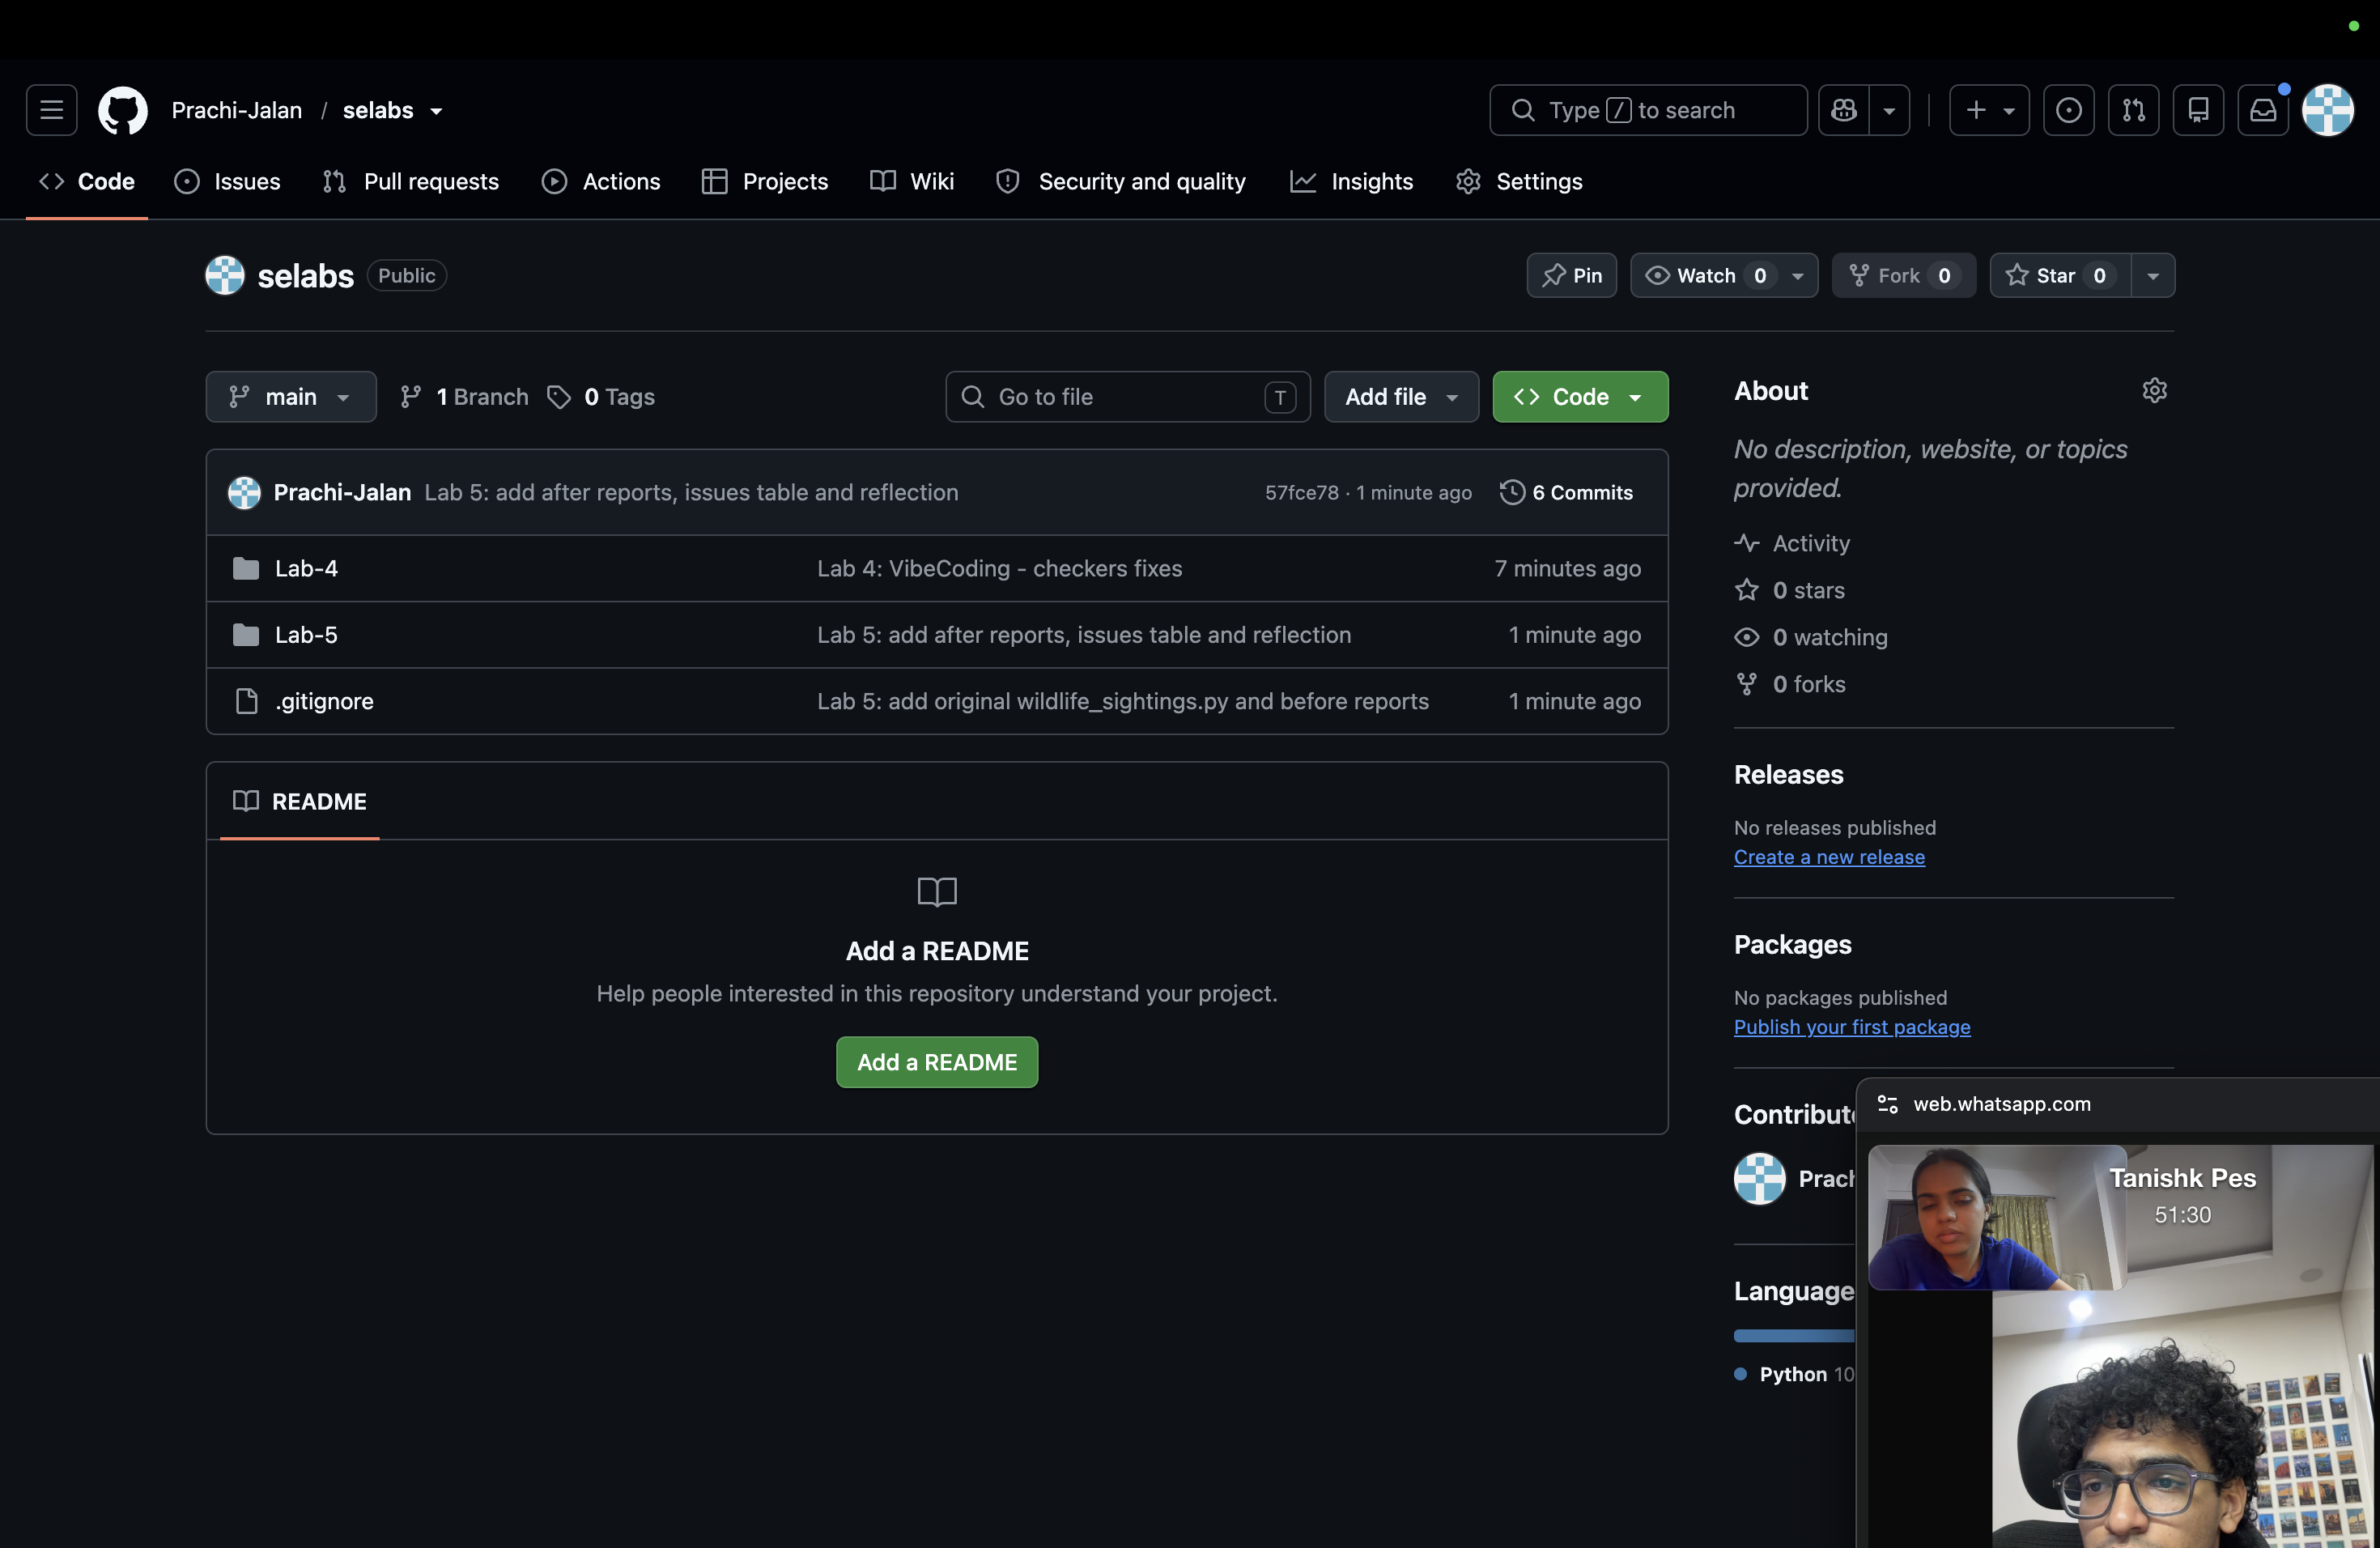 Prachi-Jalan / selabs
Type / to search
Code Issues Pull requests Actions Projects Wiki Security and quality Insights Settings
selabs Public
Pin Watch 0 Fork 0 Star 0
main 1 Branch 0 Tags Go to file T Add file Code
Prachi-Jalan Lab 5: add after reports, issues table and reflection 57fce78 · 1 minute ago 6 Commits
Lab-4 Lab 4: VibeCoding - checkers fixes 7 minutes ago
Lab-5 Lab 5: add after reports, issues table and reflection 1 minute ago
.gitignore Lab 5: add original wildlife_sightings.py and before reports 1 minute ago
README
Add a README
Help people interested in this repository understand your project.
Add a README
About
No description, website, or topics
provided.
Activity
0 stars
0 watching
0 forks
Releases
No releases published
Create a new release
Packages
No packages published
Publish your first package
Contribut
Prach
Language
Python 10
web.whatsapp.com
Tanishk Pes
51:30